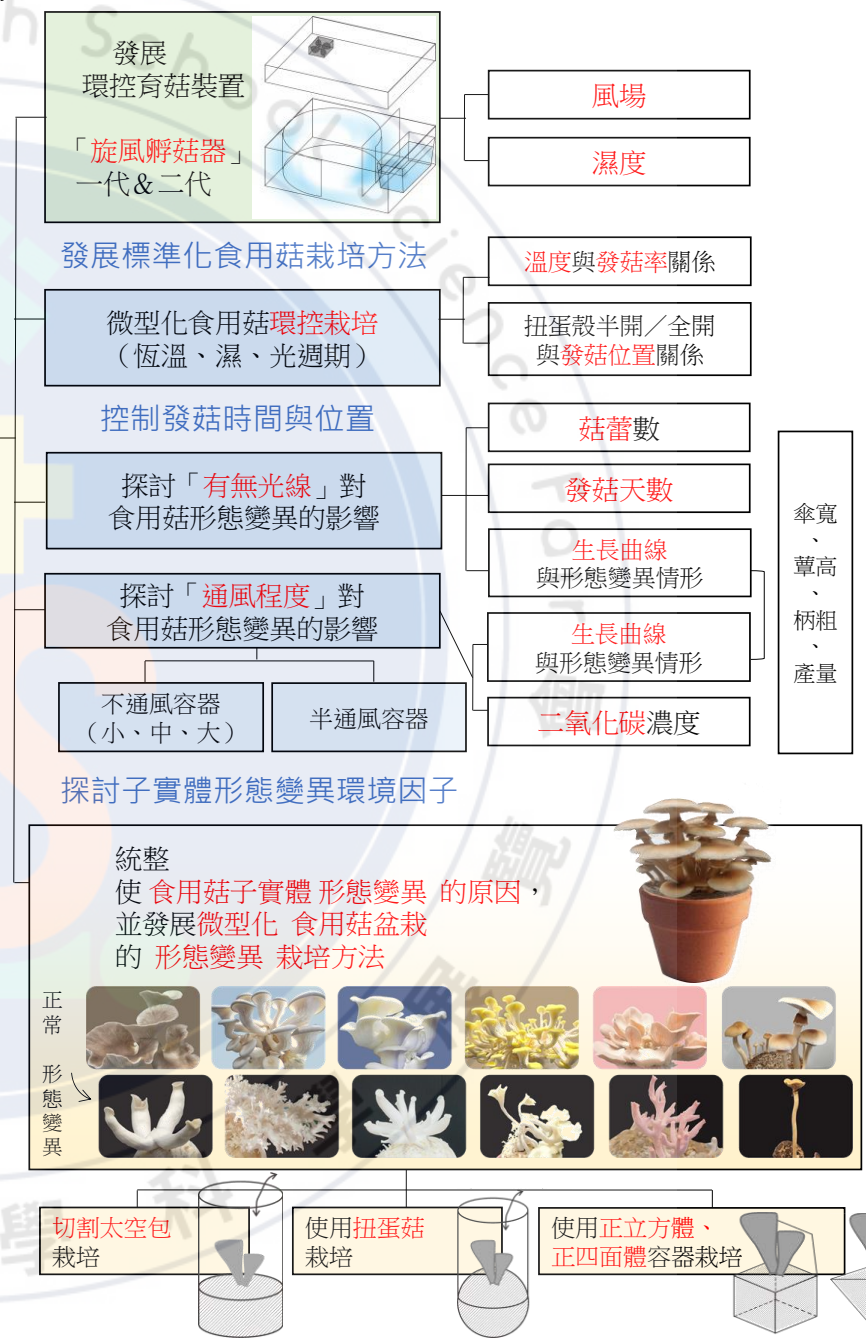 發展
環控育菇裝置
「旋風孵菇器」
一代＆二代
風場
濕度
發展標準化食用菇栽培方法
微型化食用菇環控栽培
（恆溫、濕、光週期）
溫度與發菇率關係
扭蛋殼半開／全開
與發菇位置關係
控制發菇時間與位置
探討「有無光線」對
食用菇形態變異的影響
菇蕾數
發菇天數
生長曲線
與形態變異情形
探討「通風程度」對
食用菇形態變異的影響
生長曲線
與形態變異情形
不通風容器
（小、中、大）
半通風容器
二氧化碳濃度
傘寬
、
蕈高
、
柄粗
、
產量
探討子實體形態變異環境因子
統整
使 食用菇子實體 形態變異 的原因，
並發展微型化 食用菇盆栽
的 形態變異 栽培方法
正常
形態變異
切割太空包
栽培
使用扭蛋菇
栽培
使用正立方體、
正四面體容器栽培